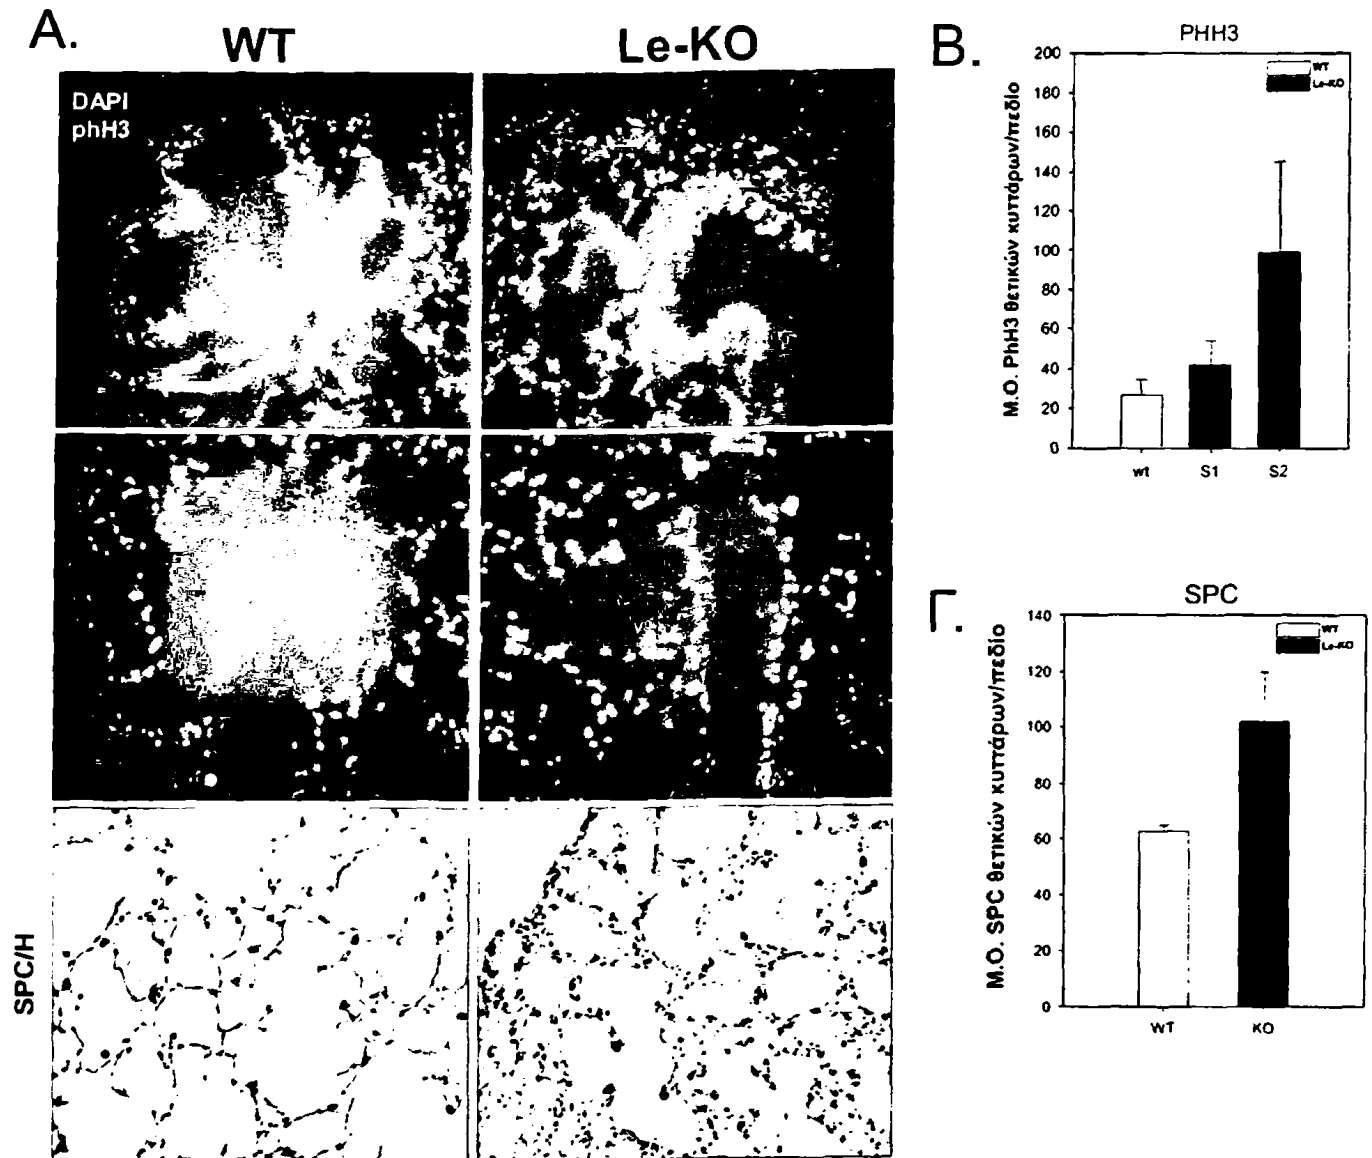 A.
WT
Le-KO
DAPI
phH3
SPC/H
B.
PHH3
M.O. PhH3 θετικών κυττάρων/πεδίο
200
180
160
140
120
100
80
60
40
20
0
WT
Le-KO
wt
S1
S2
Γ.
SPC
M.O. SPC θετικών κυττάρων/πεδίο
140
120
100
80
60
40
20
0
WT
Le-KO
WT
KO